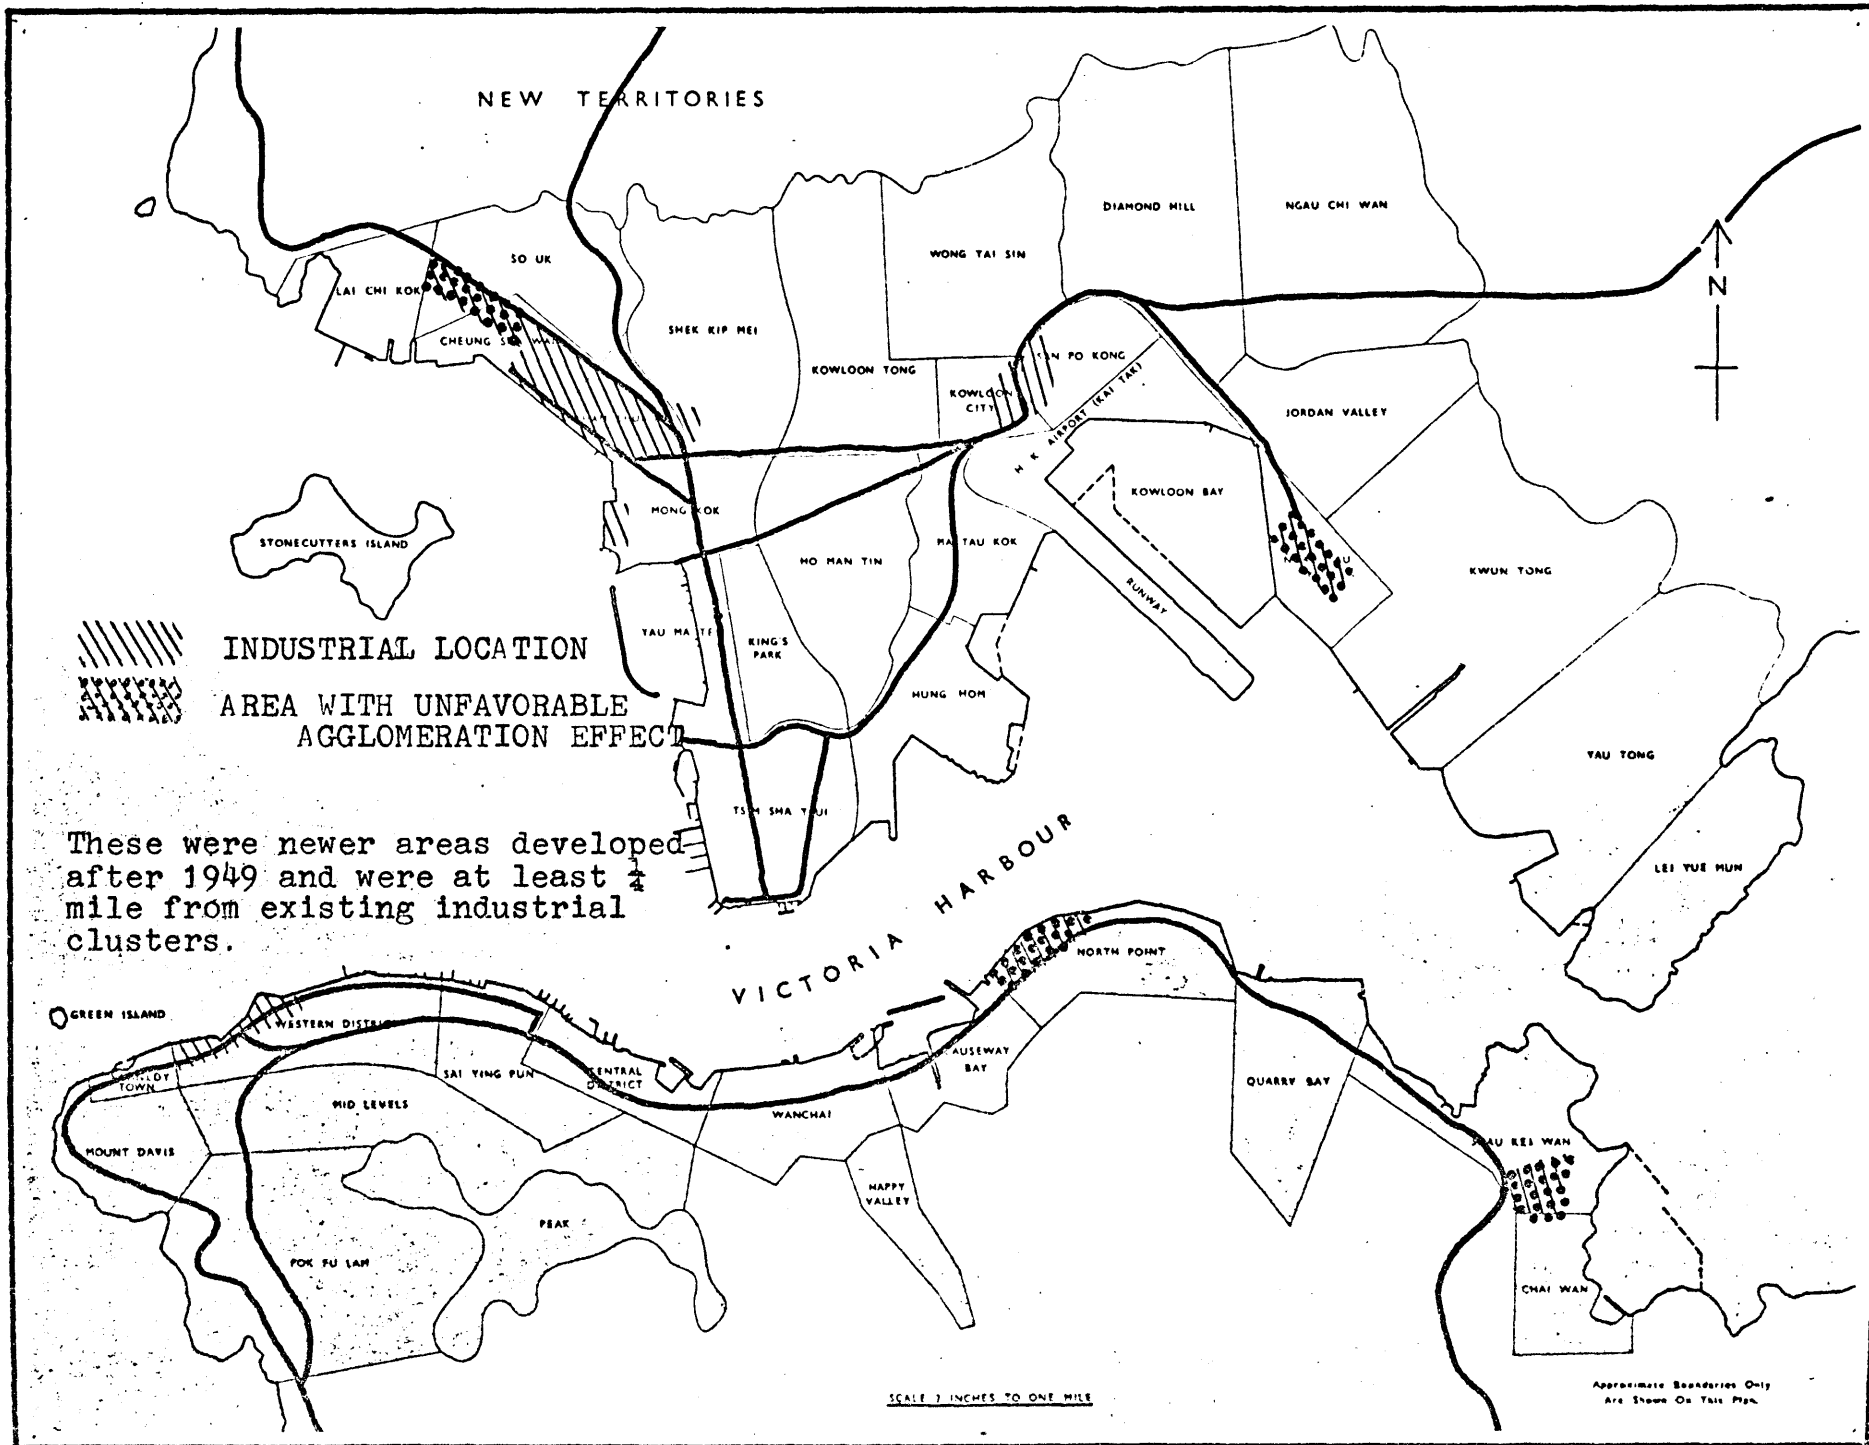 NEW TERRITORIES
DIAMOND HILL
NGAU CHI WAN
SO UK
WONG TAI SIN
LAI CHI KOK
N
SHEK KIP MEI
CHEUNG
KOWLOON TONG
PO KONG
KOWLOON
CITY
H K AIRPORT (KAI TAK)
JORDAN VALLEY
KOWLOON BAY
MONG KOK
STONECUTTERS ISLAND
MA TAU KOK
HO MAN TIN
KWUN TONG
RUNWAY
YAU MA TE
KING'S
PARK
INDUSTRIAL LOCATION
HUNG HOM
AREA WITH UNFAVORABLE
AGGLOMERATION EFFECT
YAU TONG
TSIM SHA TSUI
These were newer areas developed
after 1949 and were at least ¼
mile from existing industrial
clusters.
LEI YUE MUN
VICTORIA HARBOUR
NORTH POINT
GREEN ISLAND
WESTERN DISTRICT
KENNEDY
TOWN
SAI YING PUN
CENTRAL
DISTRICT
CAUSEWAY
BAY
QUARRY BAY
MID LEVELS
WANCHAI
MOUNT DAVIS
SHAU KEI WAN
HAPPY
VALLEY
PEAK
POK FU LAM
CHAI WAN
SCALE 2 INCHES TO ONE MILE
Approximate Boundaries Only
Are Shown On This Plan